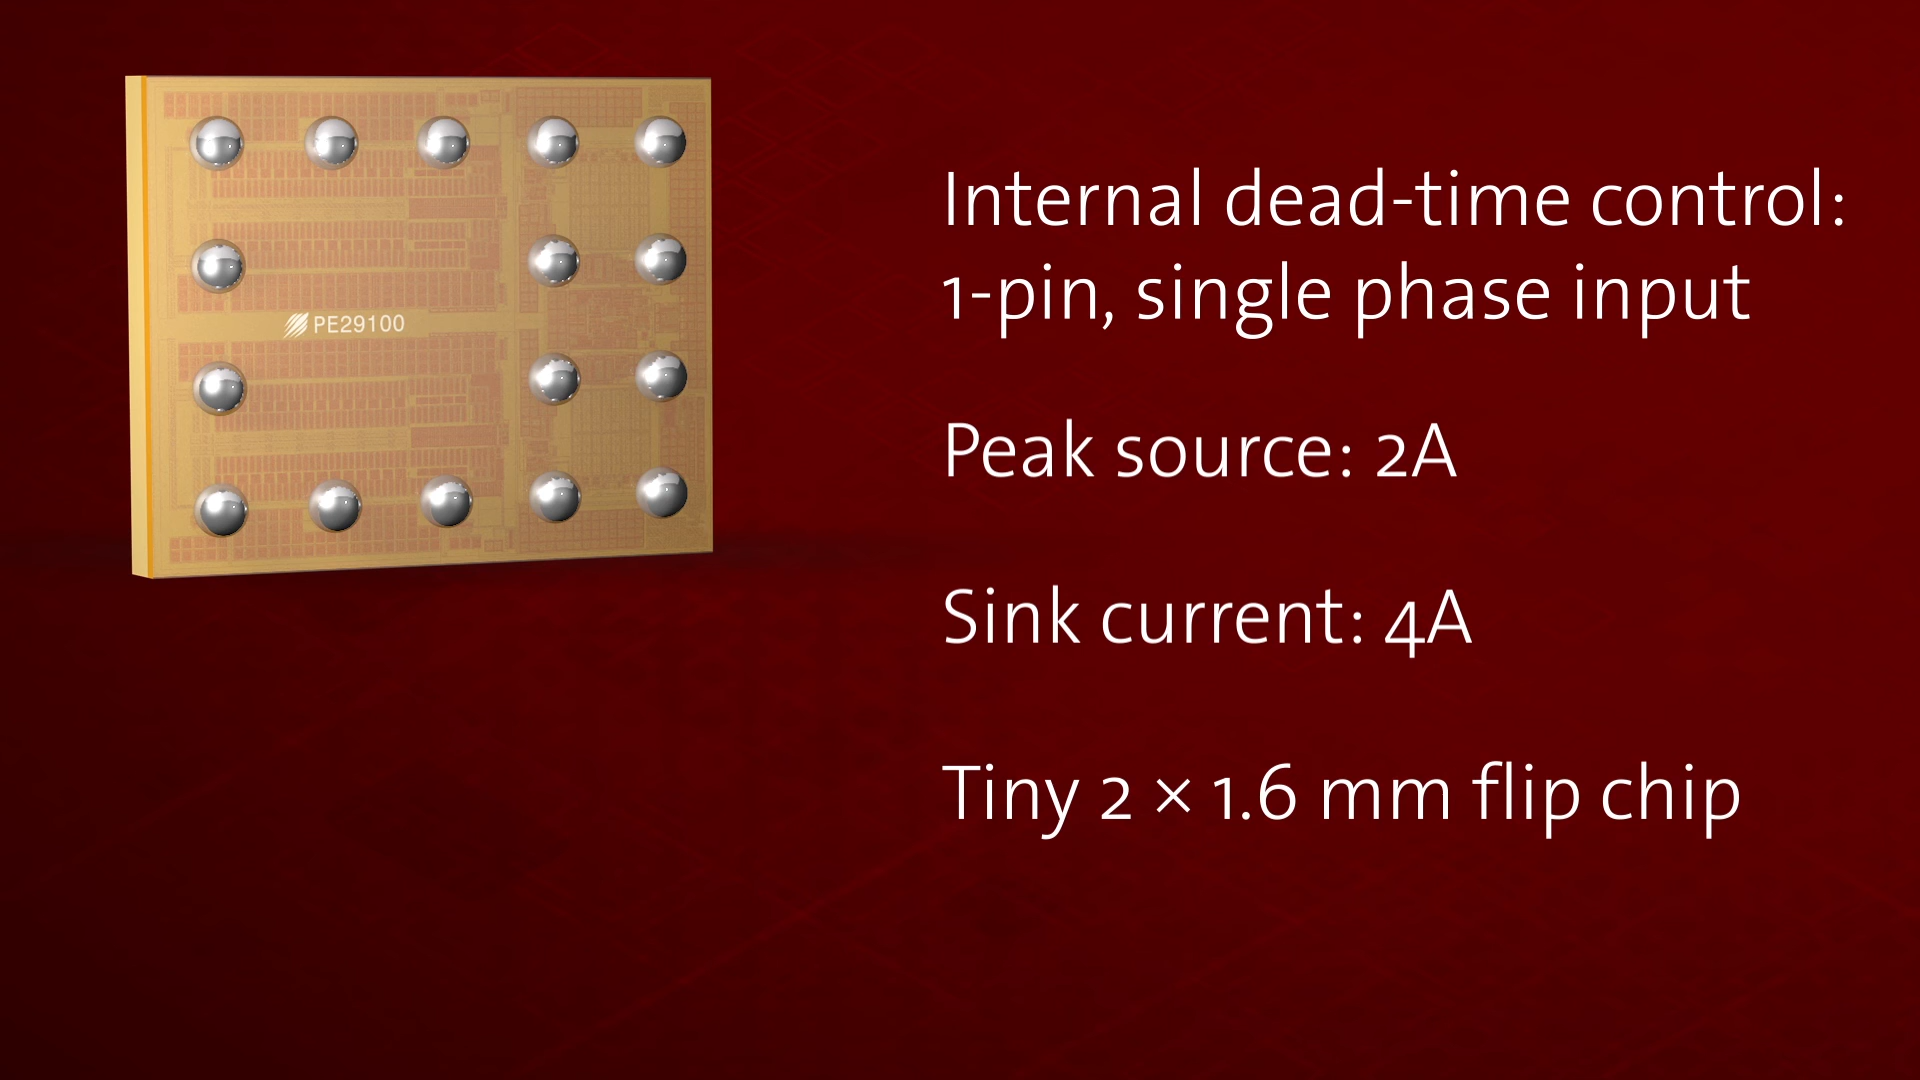 PE29100
Internal dead-time control:
1-pin, single phase input
Peak source: 2A
Sink current: 4A
Tiny 2 × 1.6 mm flip chip